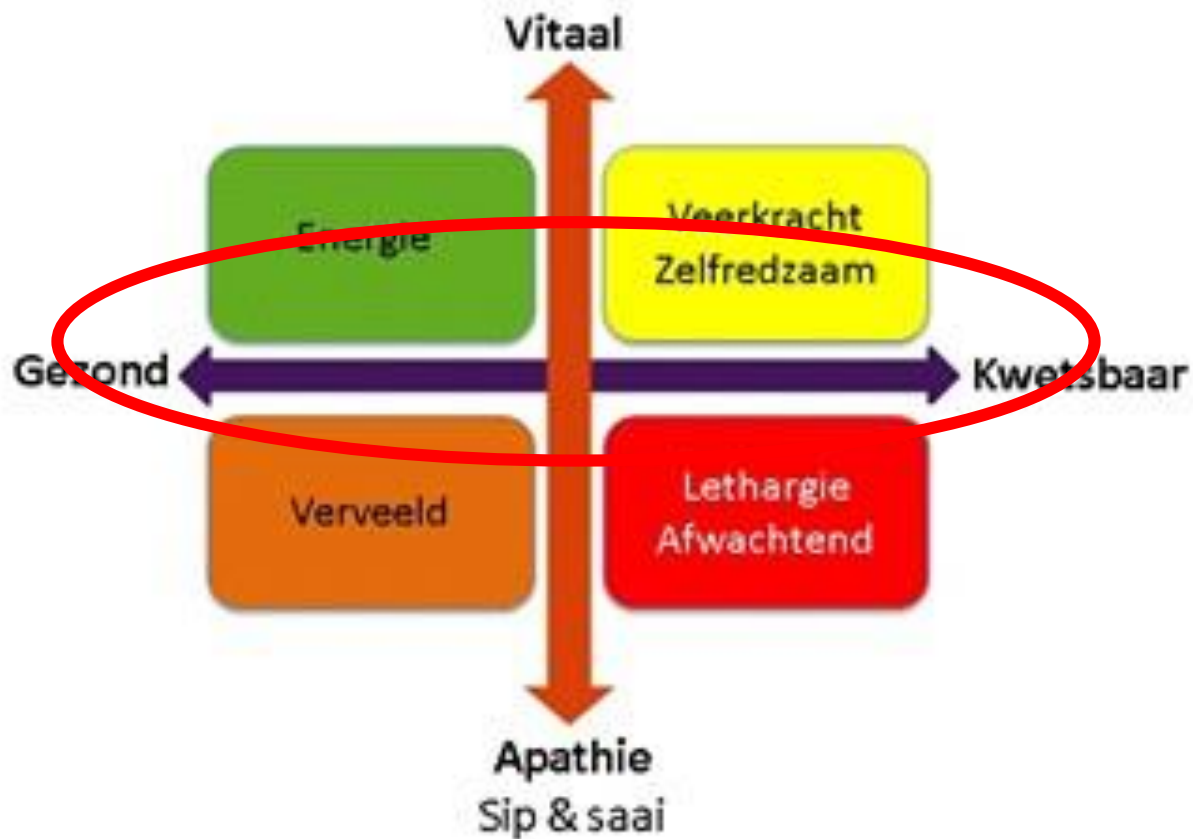 Vitaal
Energie
Veerkracht
Zelfredzaam
Gezond
Kwetsbaar
Verveeld
Lethargie
Afwachtend
Apathie
Sip & saai